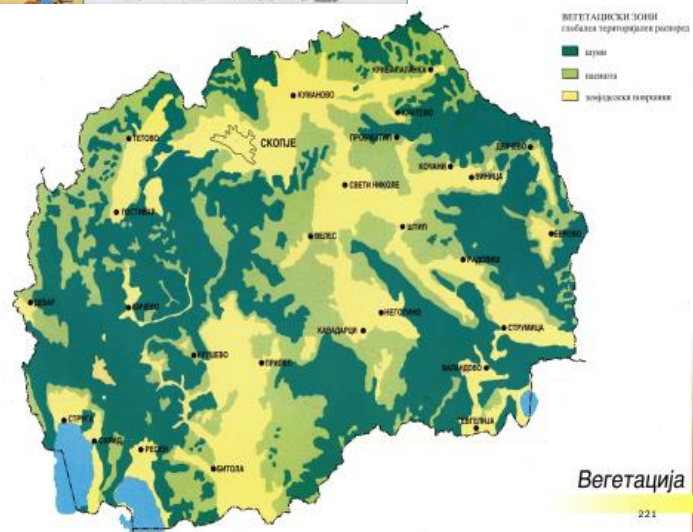 ВЕГЕТАЦИСКИ ЗОНИ
глобален територијален распоред
шуми
пасишта
земјоделски површини
КРИВА ПАЛАНКА
КУМАНОВО
КРАТОВО
ТЕТОВО
СКОПЈЕ
ПРОБИШТИП
ДЕЛЧЕВО
КОЧАНИ
ВИНИЦА
СВЕТИ НИКОЛЕ
ГОСТИВАР
ШТИП
ВЕЛЕС
БЕРОВО
РАДОВИШ
ДЕБАР
КИЧЕВО
НЕГОТИНО
КАВАДАРЦИ
СТРУМИЦА
КРУШЕВО
ПРИЛЕП
ВАЛАНДОВО
СТРУГА
ГЕВГЕЛИЈА
ОХРИД
РЕСЕН
БИТОЛА
Вегетација
221